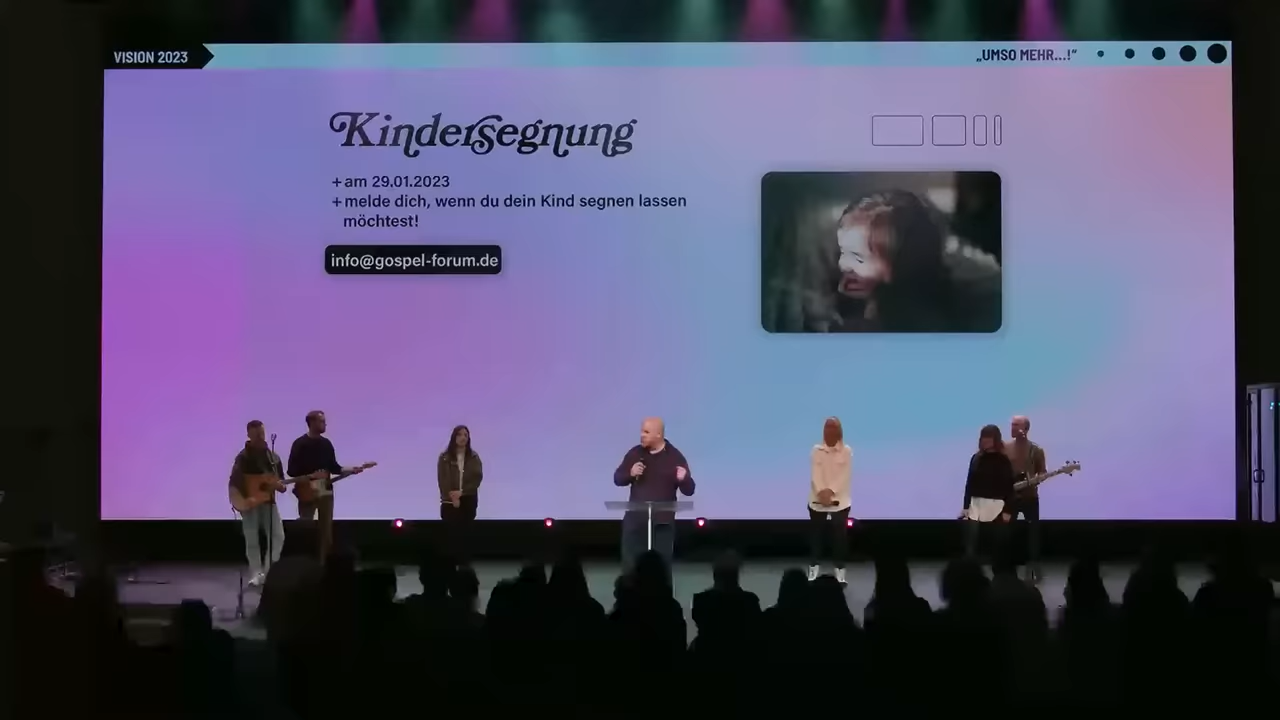 VISION 2023
„UMSO MEHR...!“
Kindersegnung
+am 29.01.2023
+melde dich, wenn du dein Kind segnen lassen
möchtest!
info@gospel-forum.de